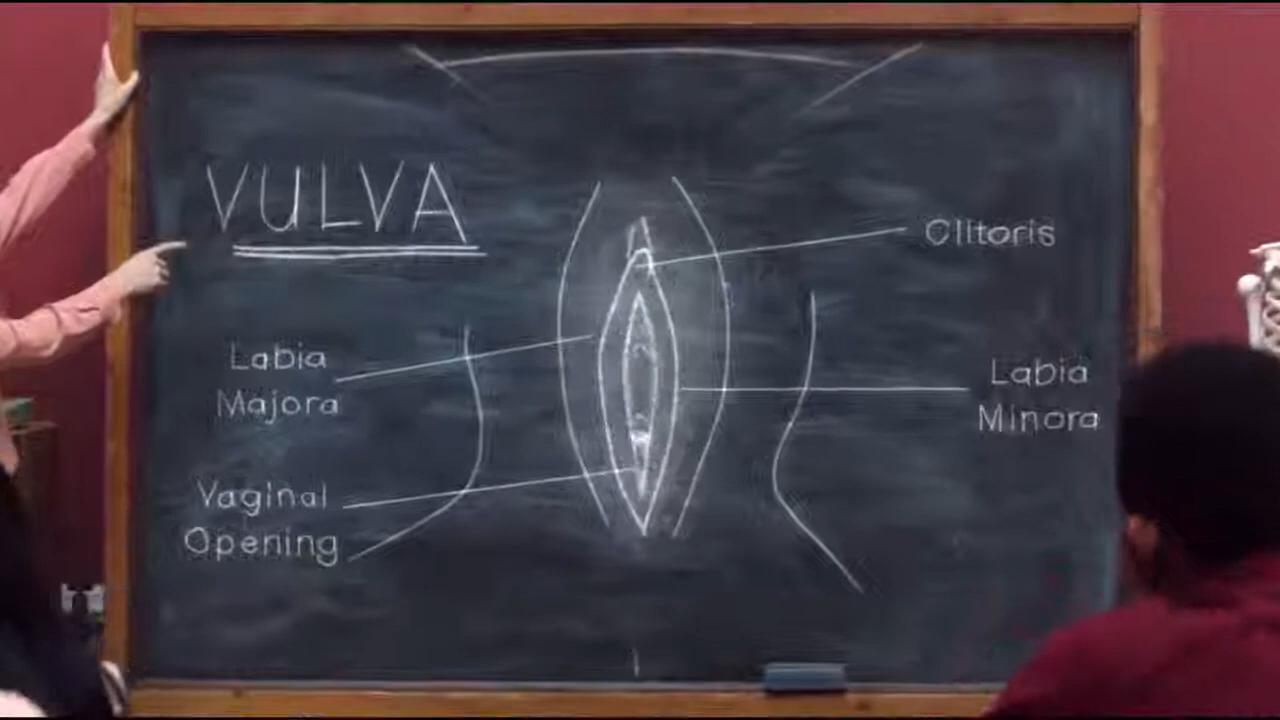 VULVA
Clitoris
Labia
Majora
Labia
Minora
Vaginal
Opening